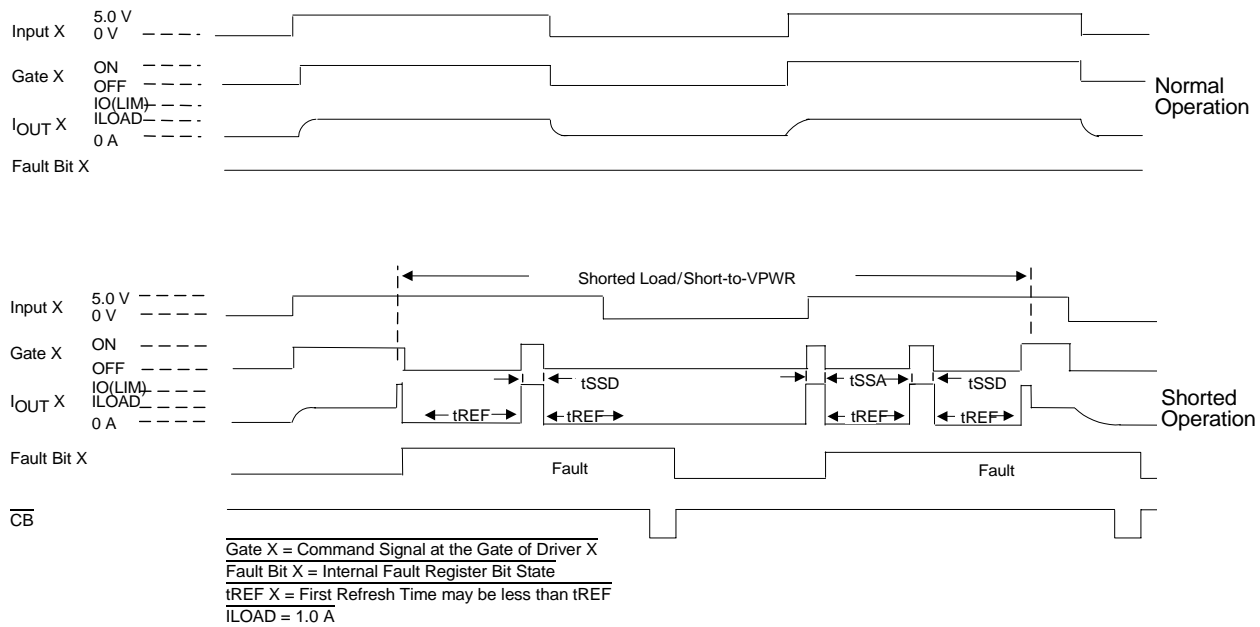 5.0 V
Input X
0 V
ON
Gate X
OFF
IO(LIM)
IOUT X
ILOAD
0 A
Fault Bit X
Normal
Operation
Shorted Load/Short-to-VPWR
5.0 V
Input X
0 V
ON
Gate X
OFF
IO(LIM)
IOUT X
ILOAD
0 A
tSSD
tSSA
tSSD
tREF
tREF
tREF
tREF
Shorted
Operation
Fault Bit X
Fault
Fault
CB
Gate X = Command Signal at the Gate of Driver X
Fault Bit X = Internal Fault Register Bit State
tREF X = First Refresh Time may be less than tREF
ILOAD = 1.0 A